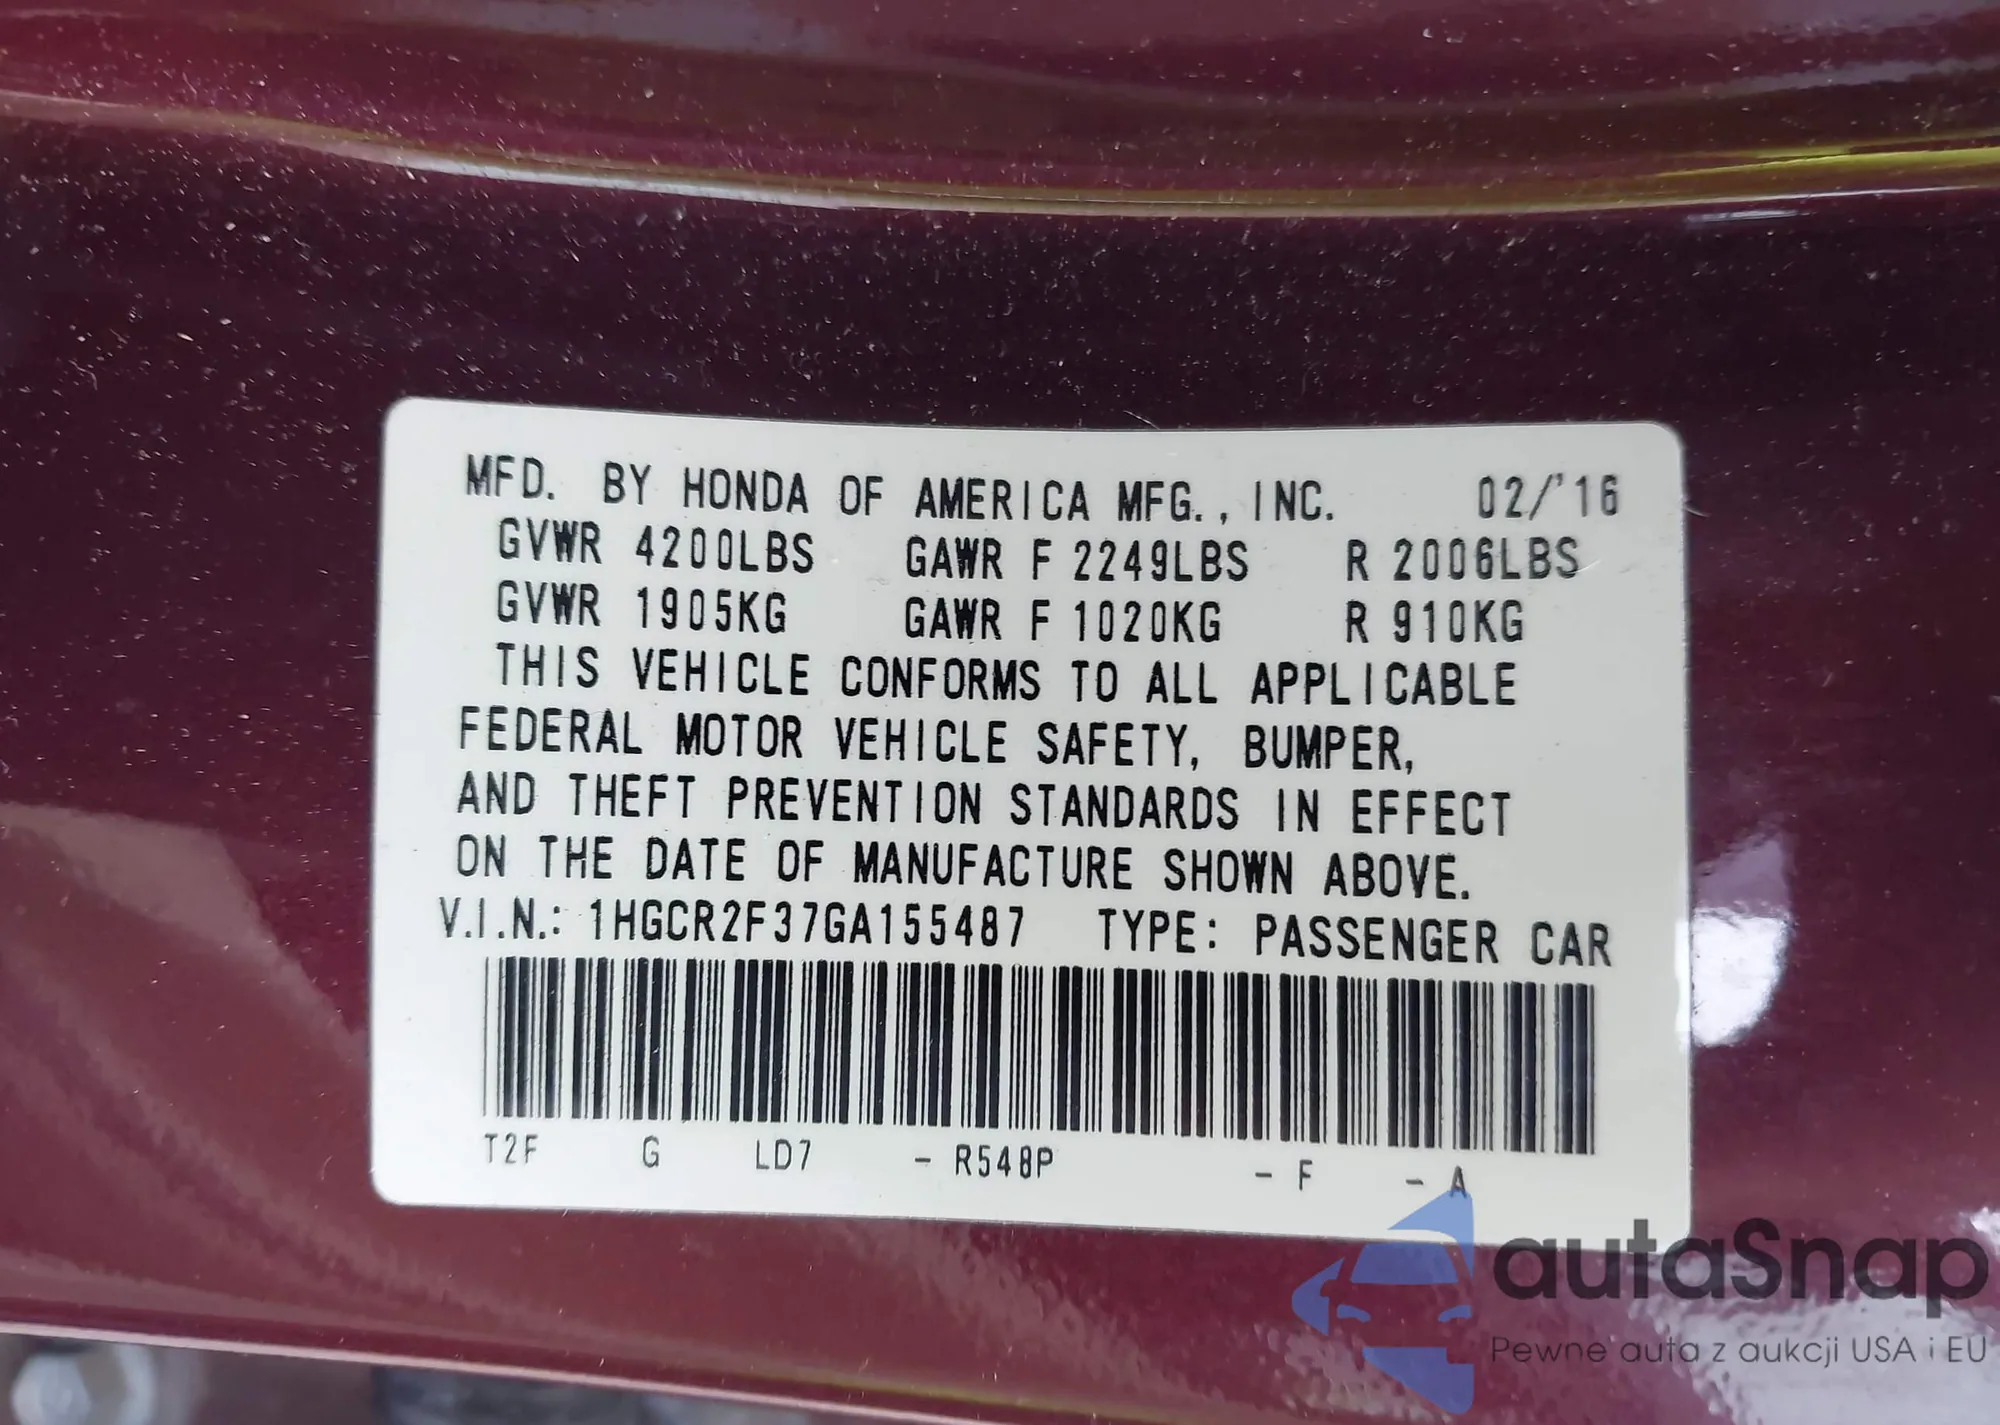 MFD. BY HONDA OF AMERICA MFG., INC. 02/'16
GVWR 4200LBS GAWR F 2249LBS R 2006LBS
GVWR 1905KG GAWR F 1020KG R 910KG
THIS VEHICLE CONFORMS TO ALL APPLICABLE
FEDERAL MOTOR VEHICLE SAFETY, BUMPER,
AND THEFT PREVENTION STANDARDS IN EFFECT
ON THE DATE OF MANUFACTURE SHOWN ABOVE.
V.I.N.: 1HGCR2F37GA155487 TYPE: PASSENGER CAR
T2F G LD7 - R548P - F - A
autaSnap
Pewne auta z aukcji USA i EU